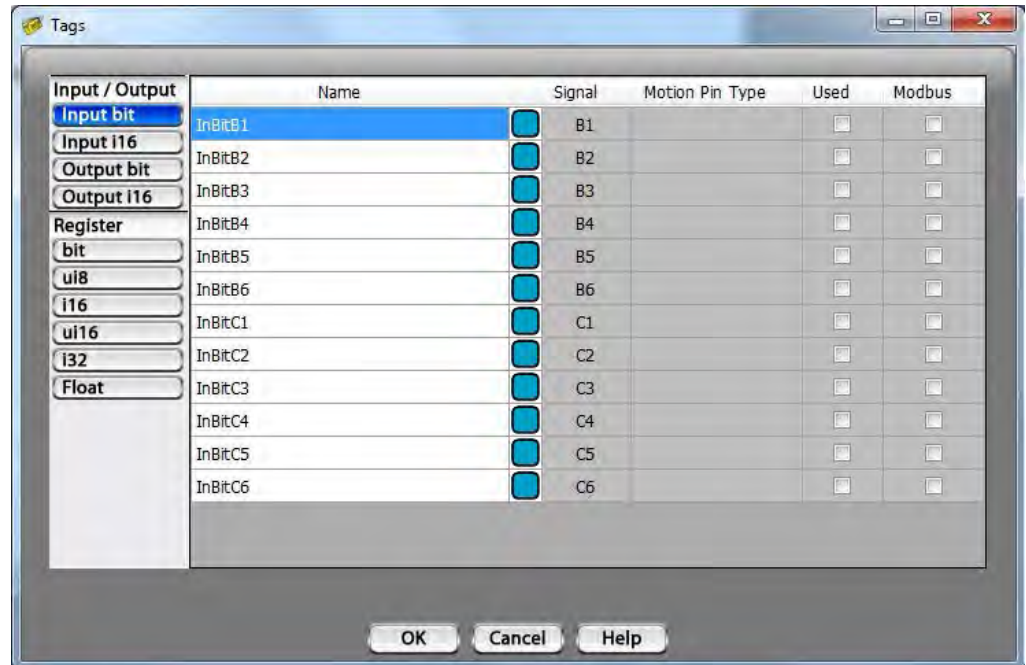 Tags
Input / Output
Input bit
Input i16
Output bit
Output i16
Register
bit
ui8
i16
ui16
i32
Float
Name Signal Motion Pin Type Used Modbus
InBitB1 B1
InBitB2 B2
InBitB3 B3
InBitB4 B4
InBitB5 B5
InBitB6 B6
InBitC1 C1
InBitC2 C2
InBitC3 C3
InBitC4 C4
InBitC5 C5
InBitC6 C6
OK Cancel Help